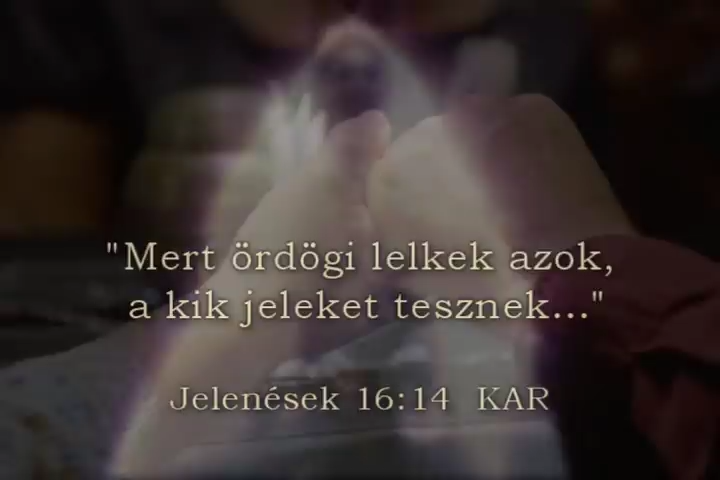 "Mert ördögi lelkek azok,
a kik jeleket tesznek..."
Jelenések 16:14 KAR